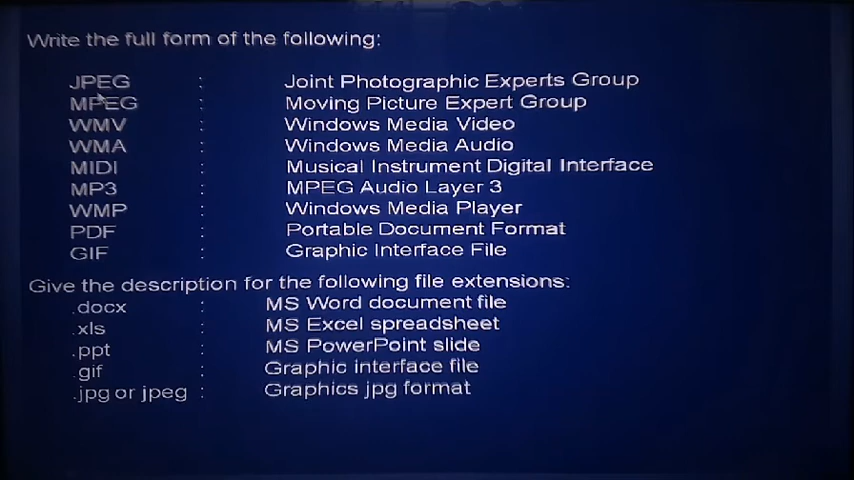 Write the full form of the following:
JPEG : Joint Photographic Experts Group
MPEG : Moving Picture Expert Group
WMV : Windows Media Video
WMA : Windows Media Audio
MIDI : Musical Instrument Digital Interface
MP3 : MPEG Audio Layer 3
WMP : Windows Media Player
PDF : Portable Document Format
GIF : Graphic Interface File
Give the description for the following file extensions:
.docx : MS Word document file
.xls : MS Excel spreadsheet
.ppt : MS PowerPoint slide
.gif : Graphic interface file
.jpg or jpeg : Graphics jpg format